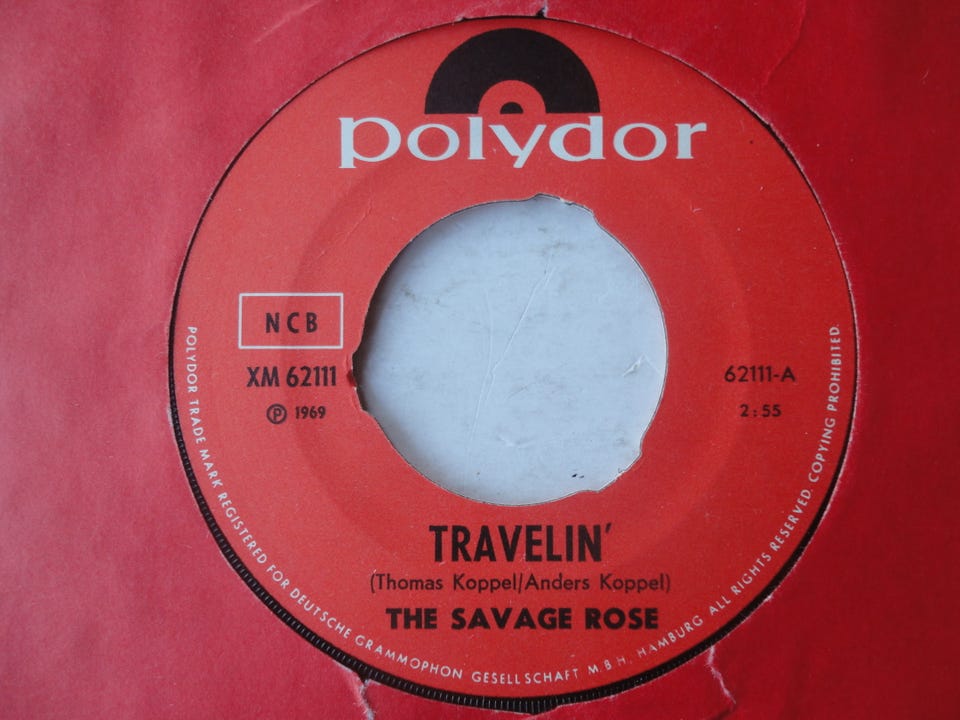 polydor
NCB
XM 62111
℗ 1969
62111-A
2:55
TRAVELIN'
(Thomas Koppel/Anders Koppel)
THE SAVAGE ROSE
POLYDOR TRADE MARK REGISTERED FOR DEUTSCHE GRAMMOPHON GESELLSCHAFT M.B.H. HAMBURG ALL RIGHTS RESERVED. COPYING PROHIBITED.